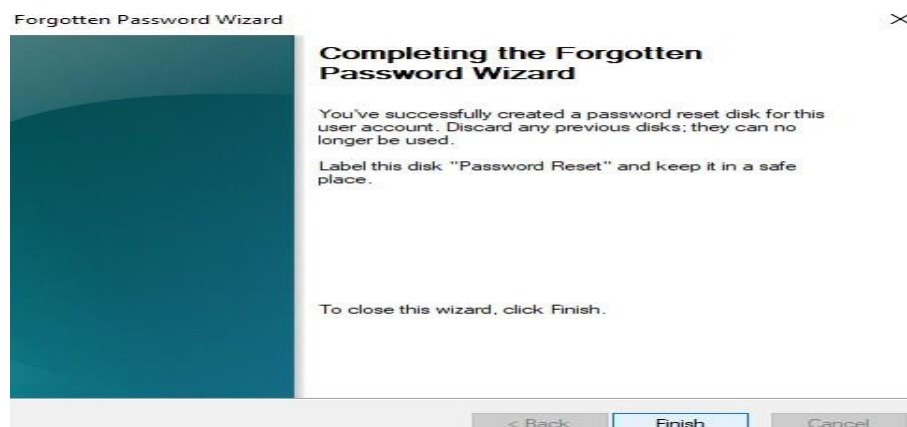 Forgotten Password Wizard
Completing the Forgotten
Password Wizard
You've successfully created a password reset disk for this
user account. Discard any previous disks; they can no
longer be used.
Label this disk "Password Reset" and keep it in a safe
place.
To close this wizard, click Finish.
< Back Finish Cancel